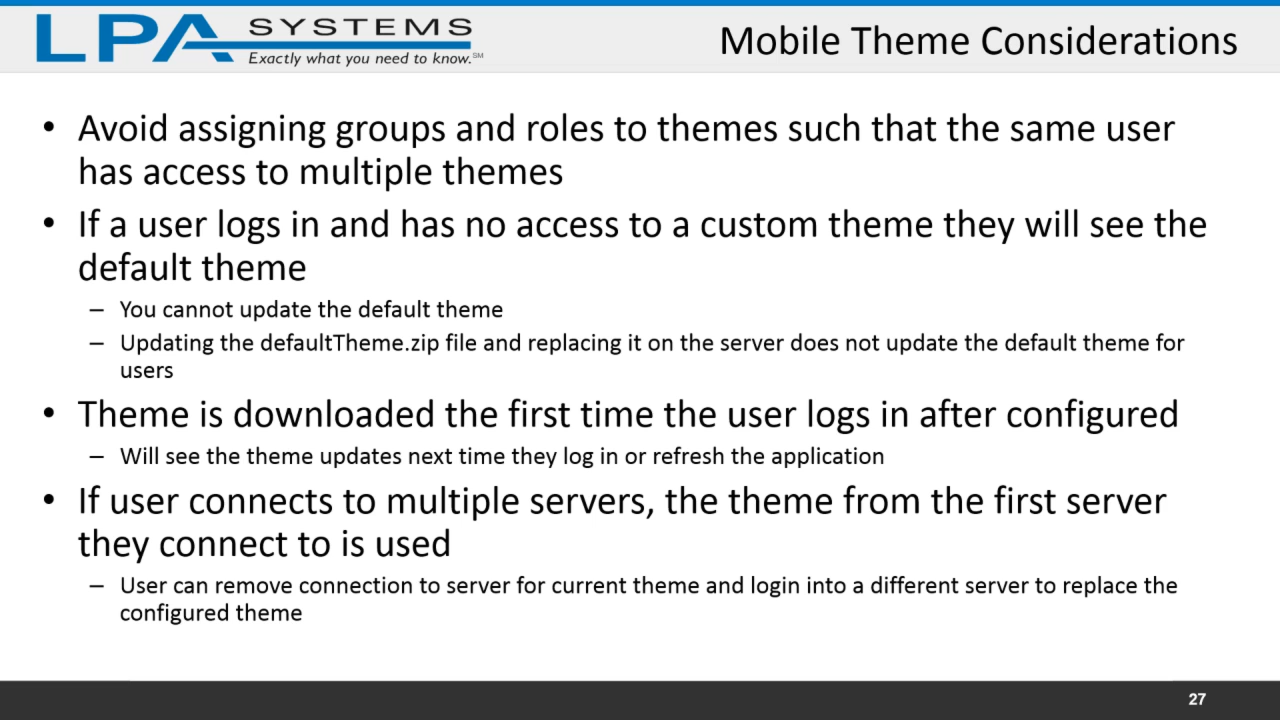 LPA SYSTEMS
Exactly what you need to know.℠
Mobile Theme Considerations
• Avoid assigning groups and roles to themes such that the same user
has access to multiple themes
• If a user logs in and has no access to a custom theme they will see the
default theme
– You cannot update the default theme
– Updating the defaultTheme.zip file and replacing it on the server does not update the default theme for
users
• Theme is downloaded the first time the user logs in after configured
– Will see the theme updates next time they log in or refresh the application
• If user connects to multiple servers, the theme from the first server
they connect to is used
– User can remove connection to server for current theme and login into a different server to replace the
configured theme
27